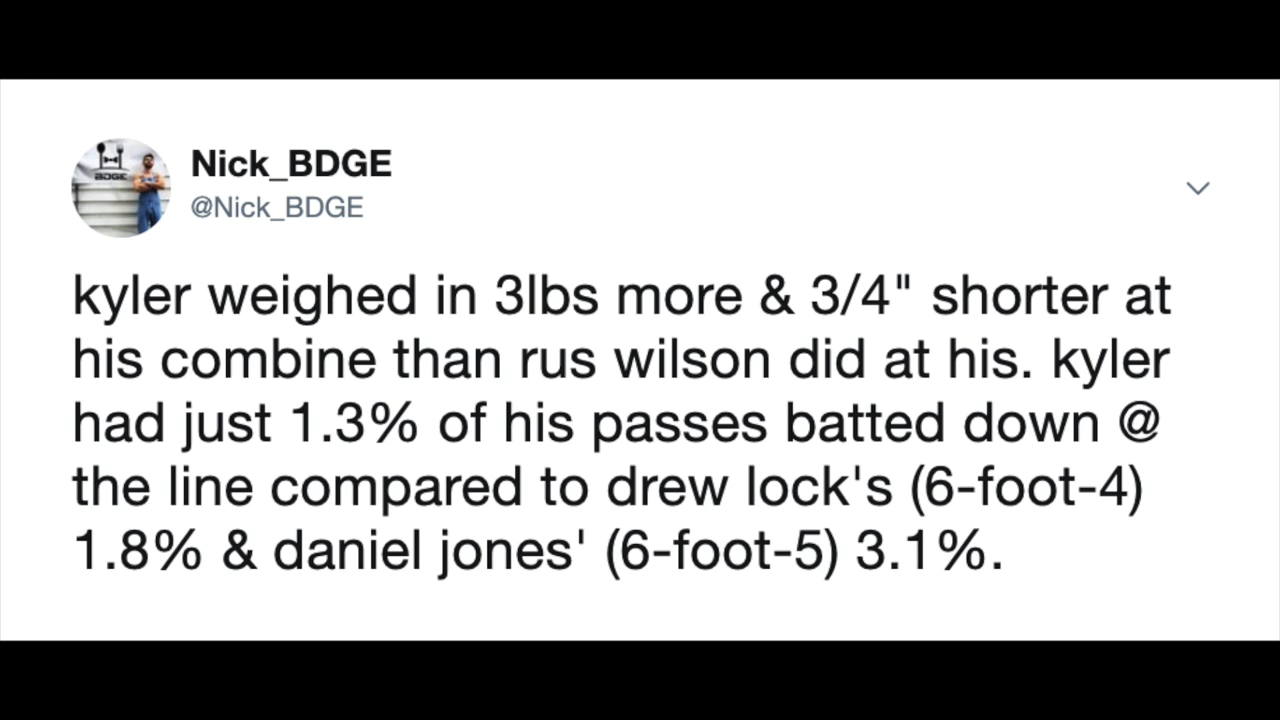 BDGE
Nick_BDGE
@Nick_BDGE
kyler weighed in 3lbs more & 3/4" shorter at
his combine than rus wilson did at his. kyler
had just 1.3% of his passes batted down @
the line compared to drew lock's (6-foot-4)
1.8% & daniel jones' (6-foot-5) 3.1%.